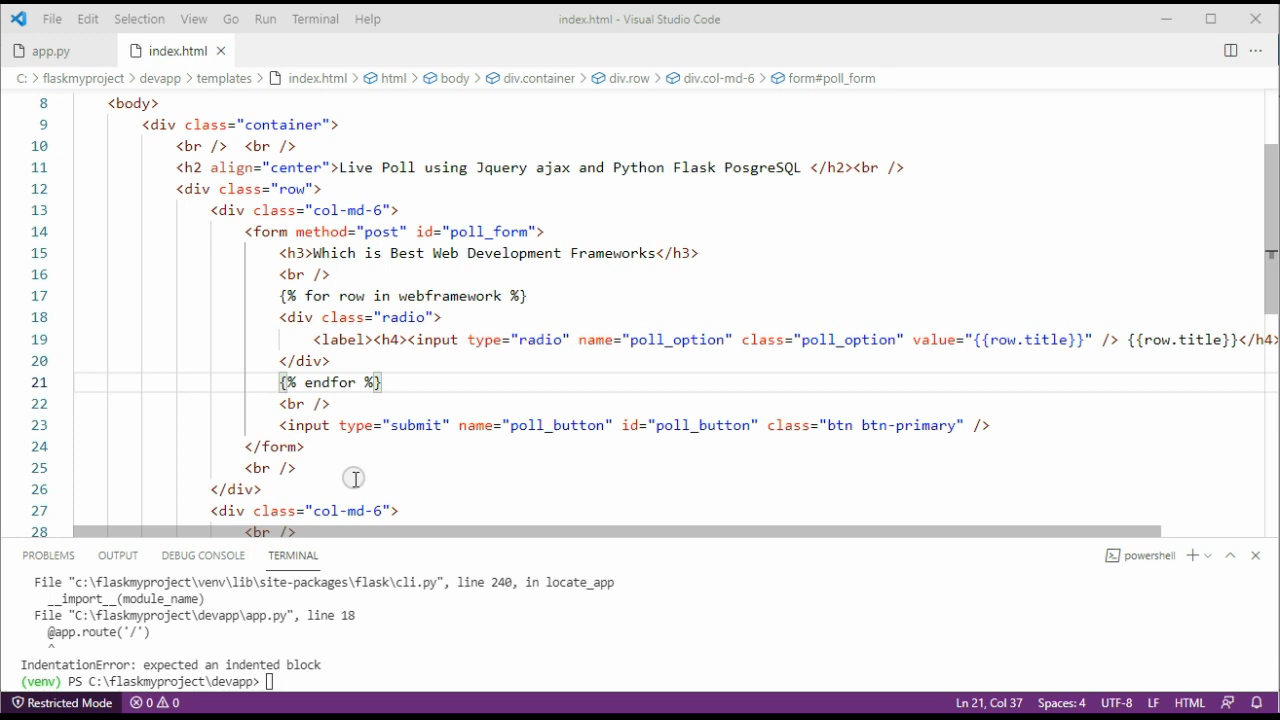 File Edit Selection View Go Run Terminal Help index.html - Visual Studio Code
app.py index.html
C: flaskmyproject devapp templates index.html html body div.container div.row div.col-md-6 form#poll_form
8 <body>
9 <div class="container">
10 <br /> <br />
11 <h2 align="center">Live Poll using Jquery ajax and Python Flask PosgreSQL </h2><br />
12 <div class="row">
13 <div class="col-md-6">
14 <form method="post" id="poll_form">
15 <h3>Which is Best Web Development Frameworks</h3>
16 <br />
17 {% for row in webframework %}
18 <div class="radio">
19 <label><h4><input type="radio" name="poll_option" class="poll_option" value="{{row.title}}" /> {{row.title}}</h4
20 </div>
21 {% endfor %}
22 <br />
23 <input type="submit" name="poll_button" id="poll_button" class="btn btn-primary" />
24 </form>
25 <br />
26 </div>
27 <div class="col-md-6">
28 <br />
PROBLEMS OUTPUT DEBUG CONSOLE TERMINAL powershell
File "c:\flaskmyproject\venv\lib\site-packages\flask\cli.py", line 240, in locate_app
__import__(module_name)
File "C:\flaskmyproject\devapp\app.py", line 18
@app.route('/')
^
IndentationError: expected an indented block
(venv) PS C:\flaskmyproject\devapp>
Restricted Mode 0 0 Ln 21, Col 37 Spaces: 4 UTF-8 LF HTML